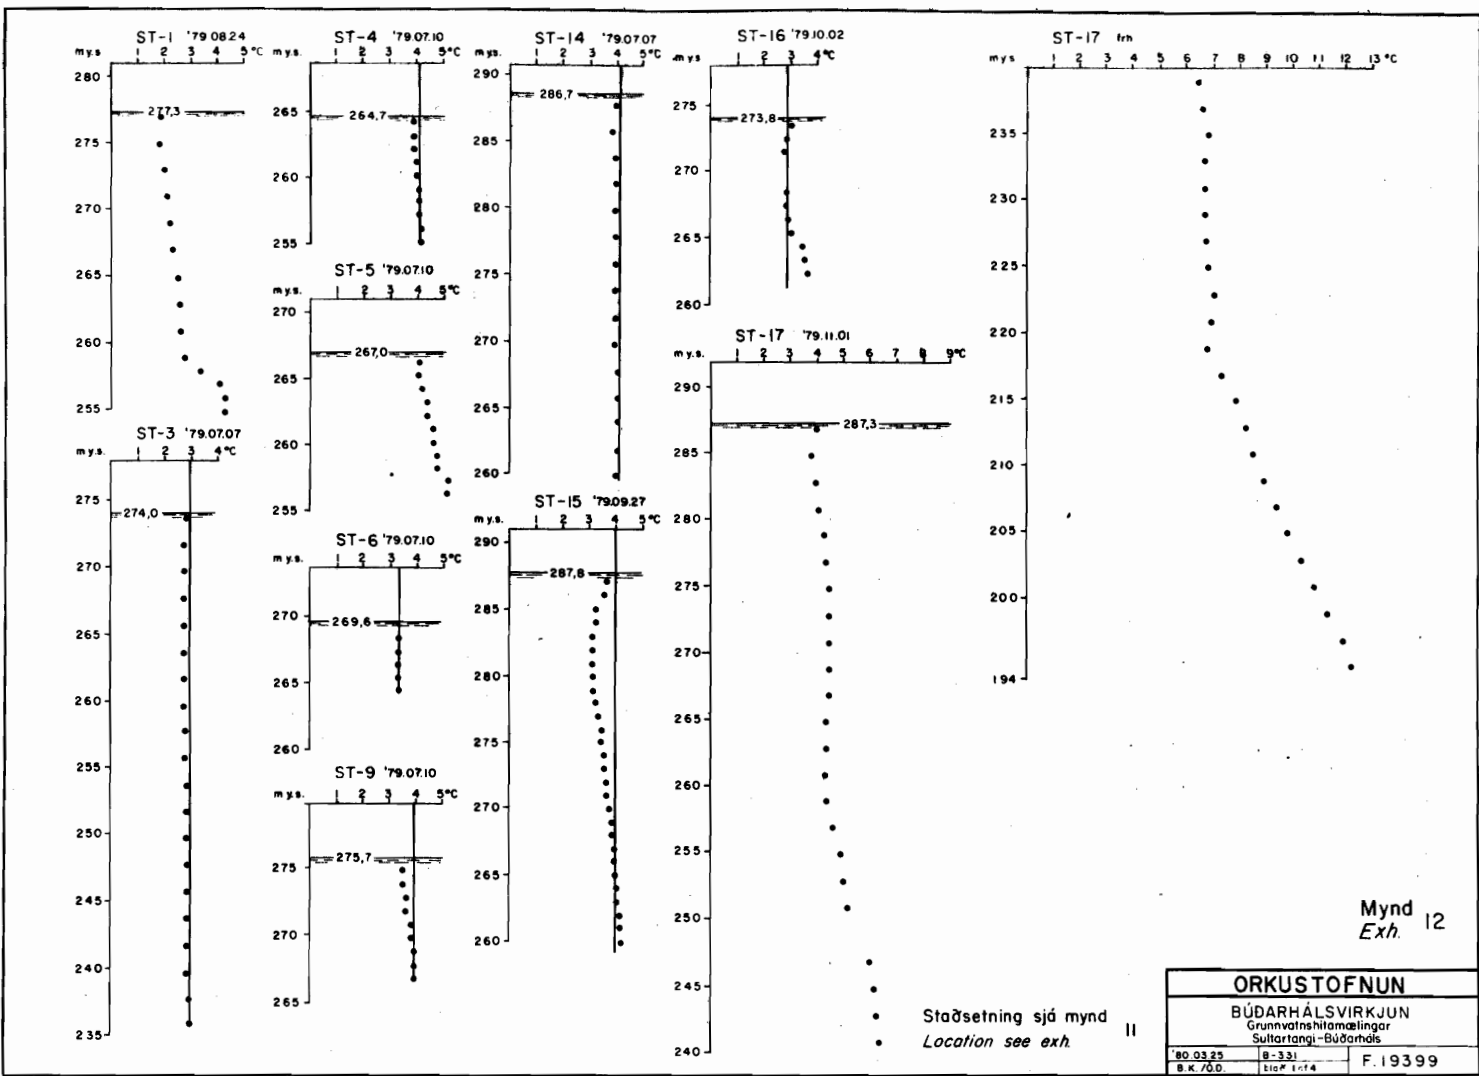 ST-1 '79 08.24
m y.s. 1 2 3 4 5°C
280
277,3
275
270
265
260
255
ST-3 '79.07.07
m y.s. 1 2 3 4°C
275
274,0
270
265
260
255
250
245
240
235
ST-4 '79.07.10
m y.s. 1 2 3 4 5°C
265
264,7
260
255
ST-5 '79.07.10
m y.s. 1 2 3 4 5°C
270
267,0
265
260
255
ST-6 '79.07.10
m y.s. 1 2 3 4 5°C
270
269,6
265
260
ST-9 '79.07.10
m y.s. 1 2 3 4 5°C
275,7
275
270
265
ST-14 '79.07.07
m y.s. 1 2 3 4 5°C
290
286,7
285
280
275
270
265
260
ST-15 '79.09.27
m y.s. 1 2 3 4 5°C
290
287,8
285
280
275
270
265
260
ST-16 '79.10.02
m y.s 1 2 3 4°C
275
273,8
270
265
260
ST-17 '79.11.01
m y.s. 1 2 3 4 5 6 7 8 9°C
290
287,3
285
280
275
270
265
260
255
250
245
240
ST-17 frh
m y s 1 2 3 4 5 6 7 8 9 10 11 12 13 °C
235
230
225
220
215
210
205
200
194
Mynd 12
Exh.
Staðsetning sjá mynd 11
Location see exh.
ORKUSTOFNUN
BÚÐARHÁLSVIRKJUN
Grunnvatnshitamælingar
Sultartangi-Búðarháls
'80.03.25 B-331 F.19399
B.K./Ó.D. blað 1 af 4